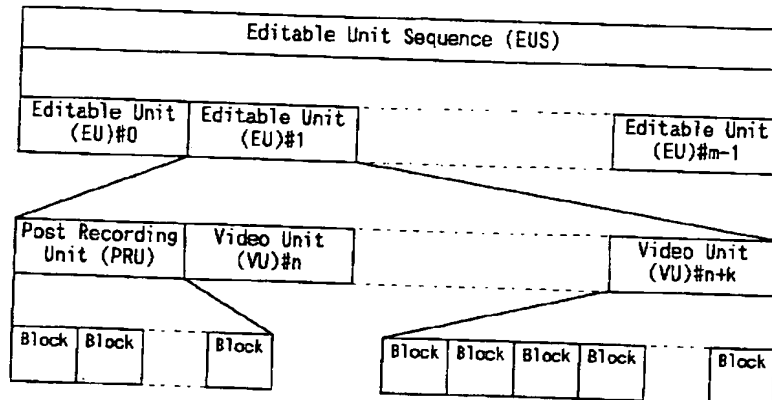 Editable Unit Sequence (EUS)
Editable Unit
(EU)#0
Editable Unit
(EU)#1
Editable Unit
(EU)#m-1
Post Recording
Unit (PRU)
Video Unit
(VU)#n
Video Unit
(VU)#n+k
Block Block Block Block Block Block Block Block